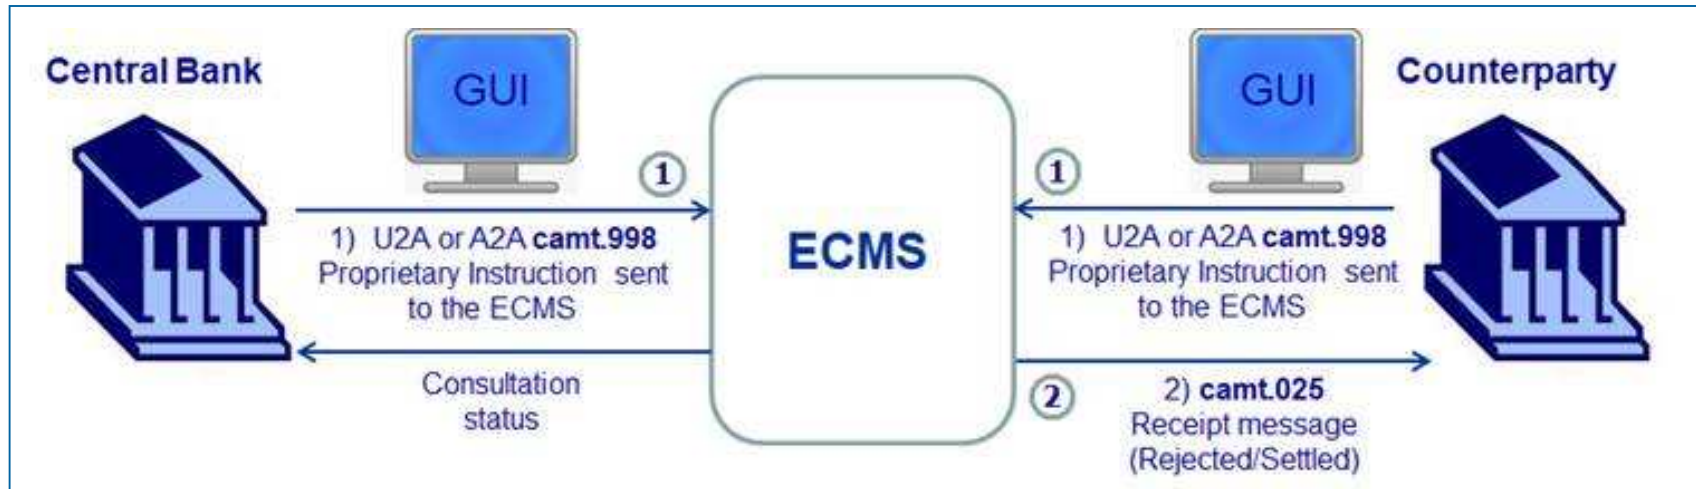 Central Bank
GUI
1
1) U2A or A2A camt.998
Proprietary Instruction sent
to the ECMS
Consultation
status
ECMS
GUI
Counterparty
1
1) U2A or A2A camt.998
Proprietary Instruction sent
to the ECMS
2
2) camt.025
Receipt message
(Rejected/Settled)